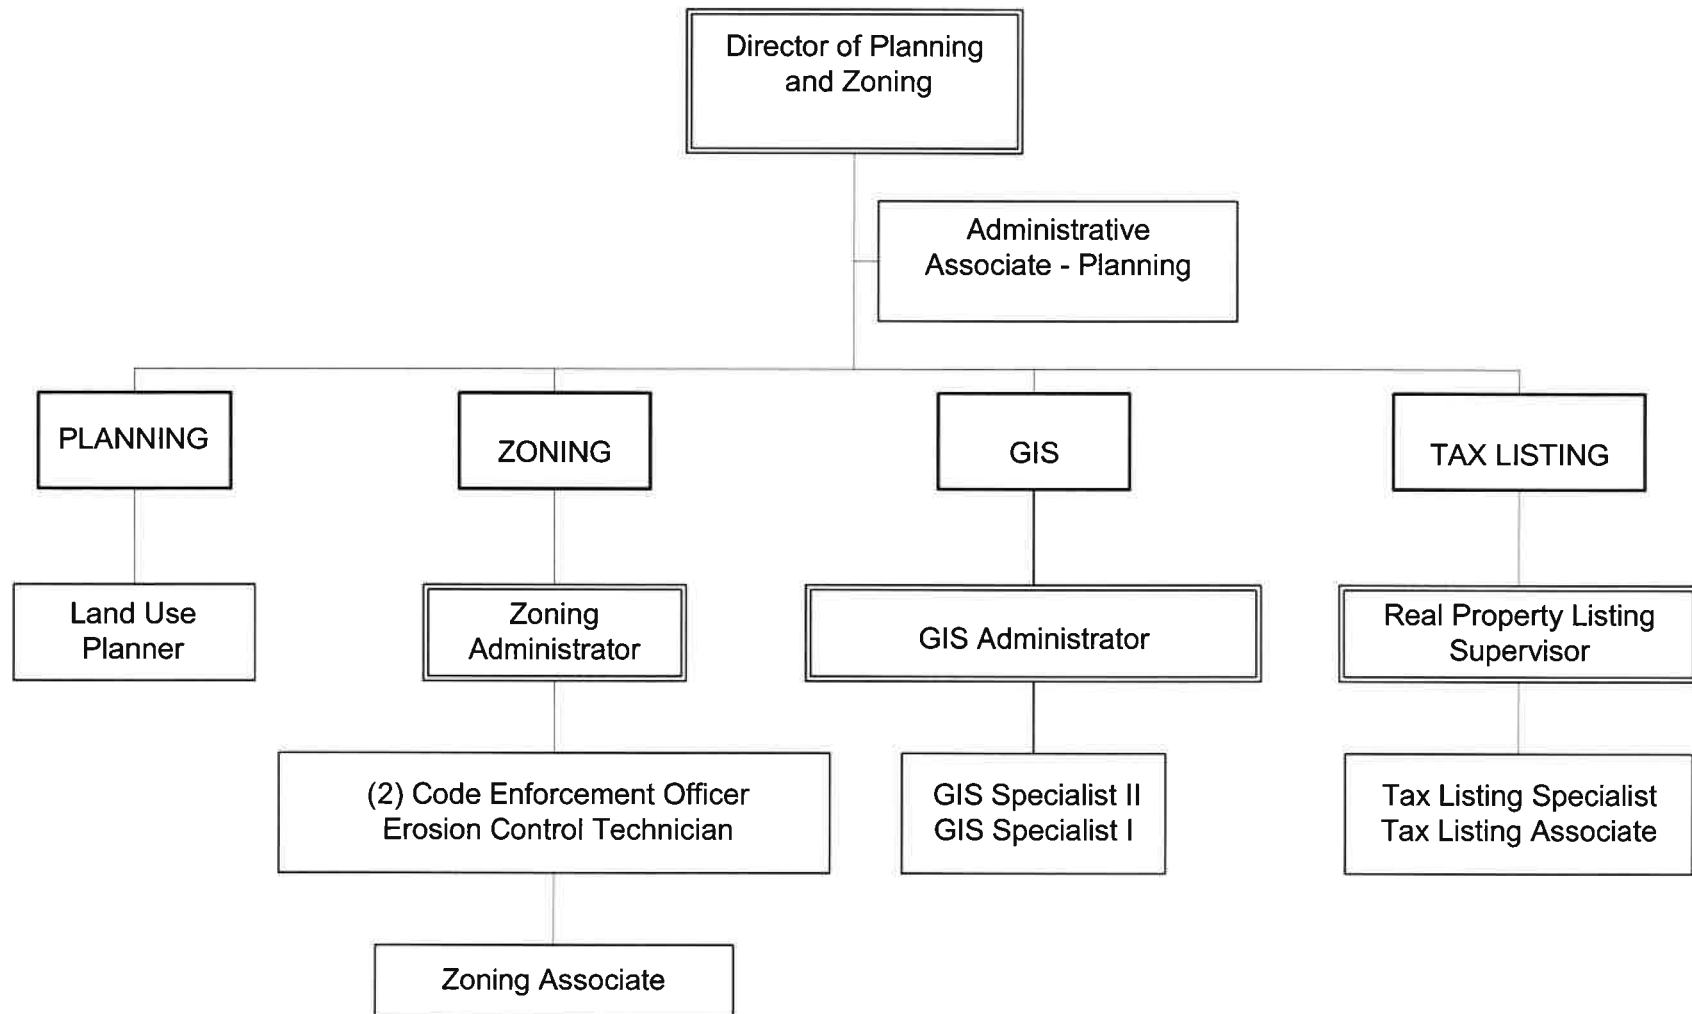 Director of Planning
and Zoning
Administrative
Associate - Planning
PLANNING
ZONING
GIS
TAX LISTING
Land Use
Planner
Zoning
Administrator
GIS Administrator
Real Property Listing
Supervisor
(2) Code Enforcement Officer
Erosion Control Technician
GIS Specialist II
GIS Specialist I
Tax Listing Specialist
Tax Listing Associate
Zoning Associate